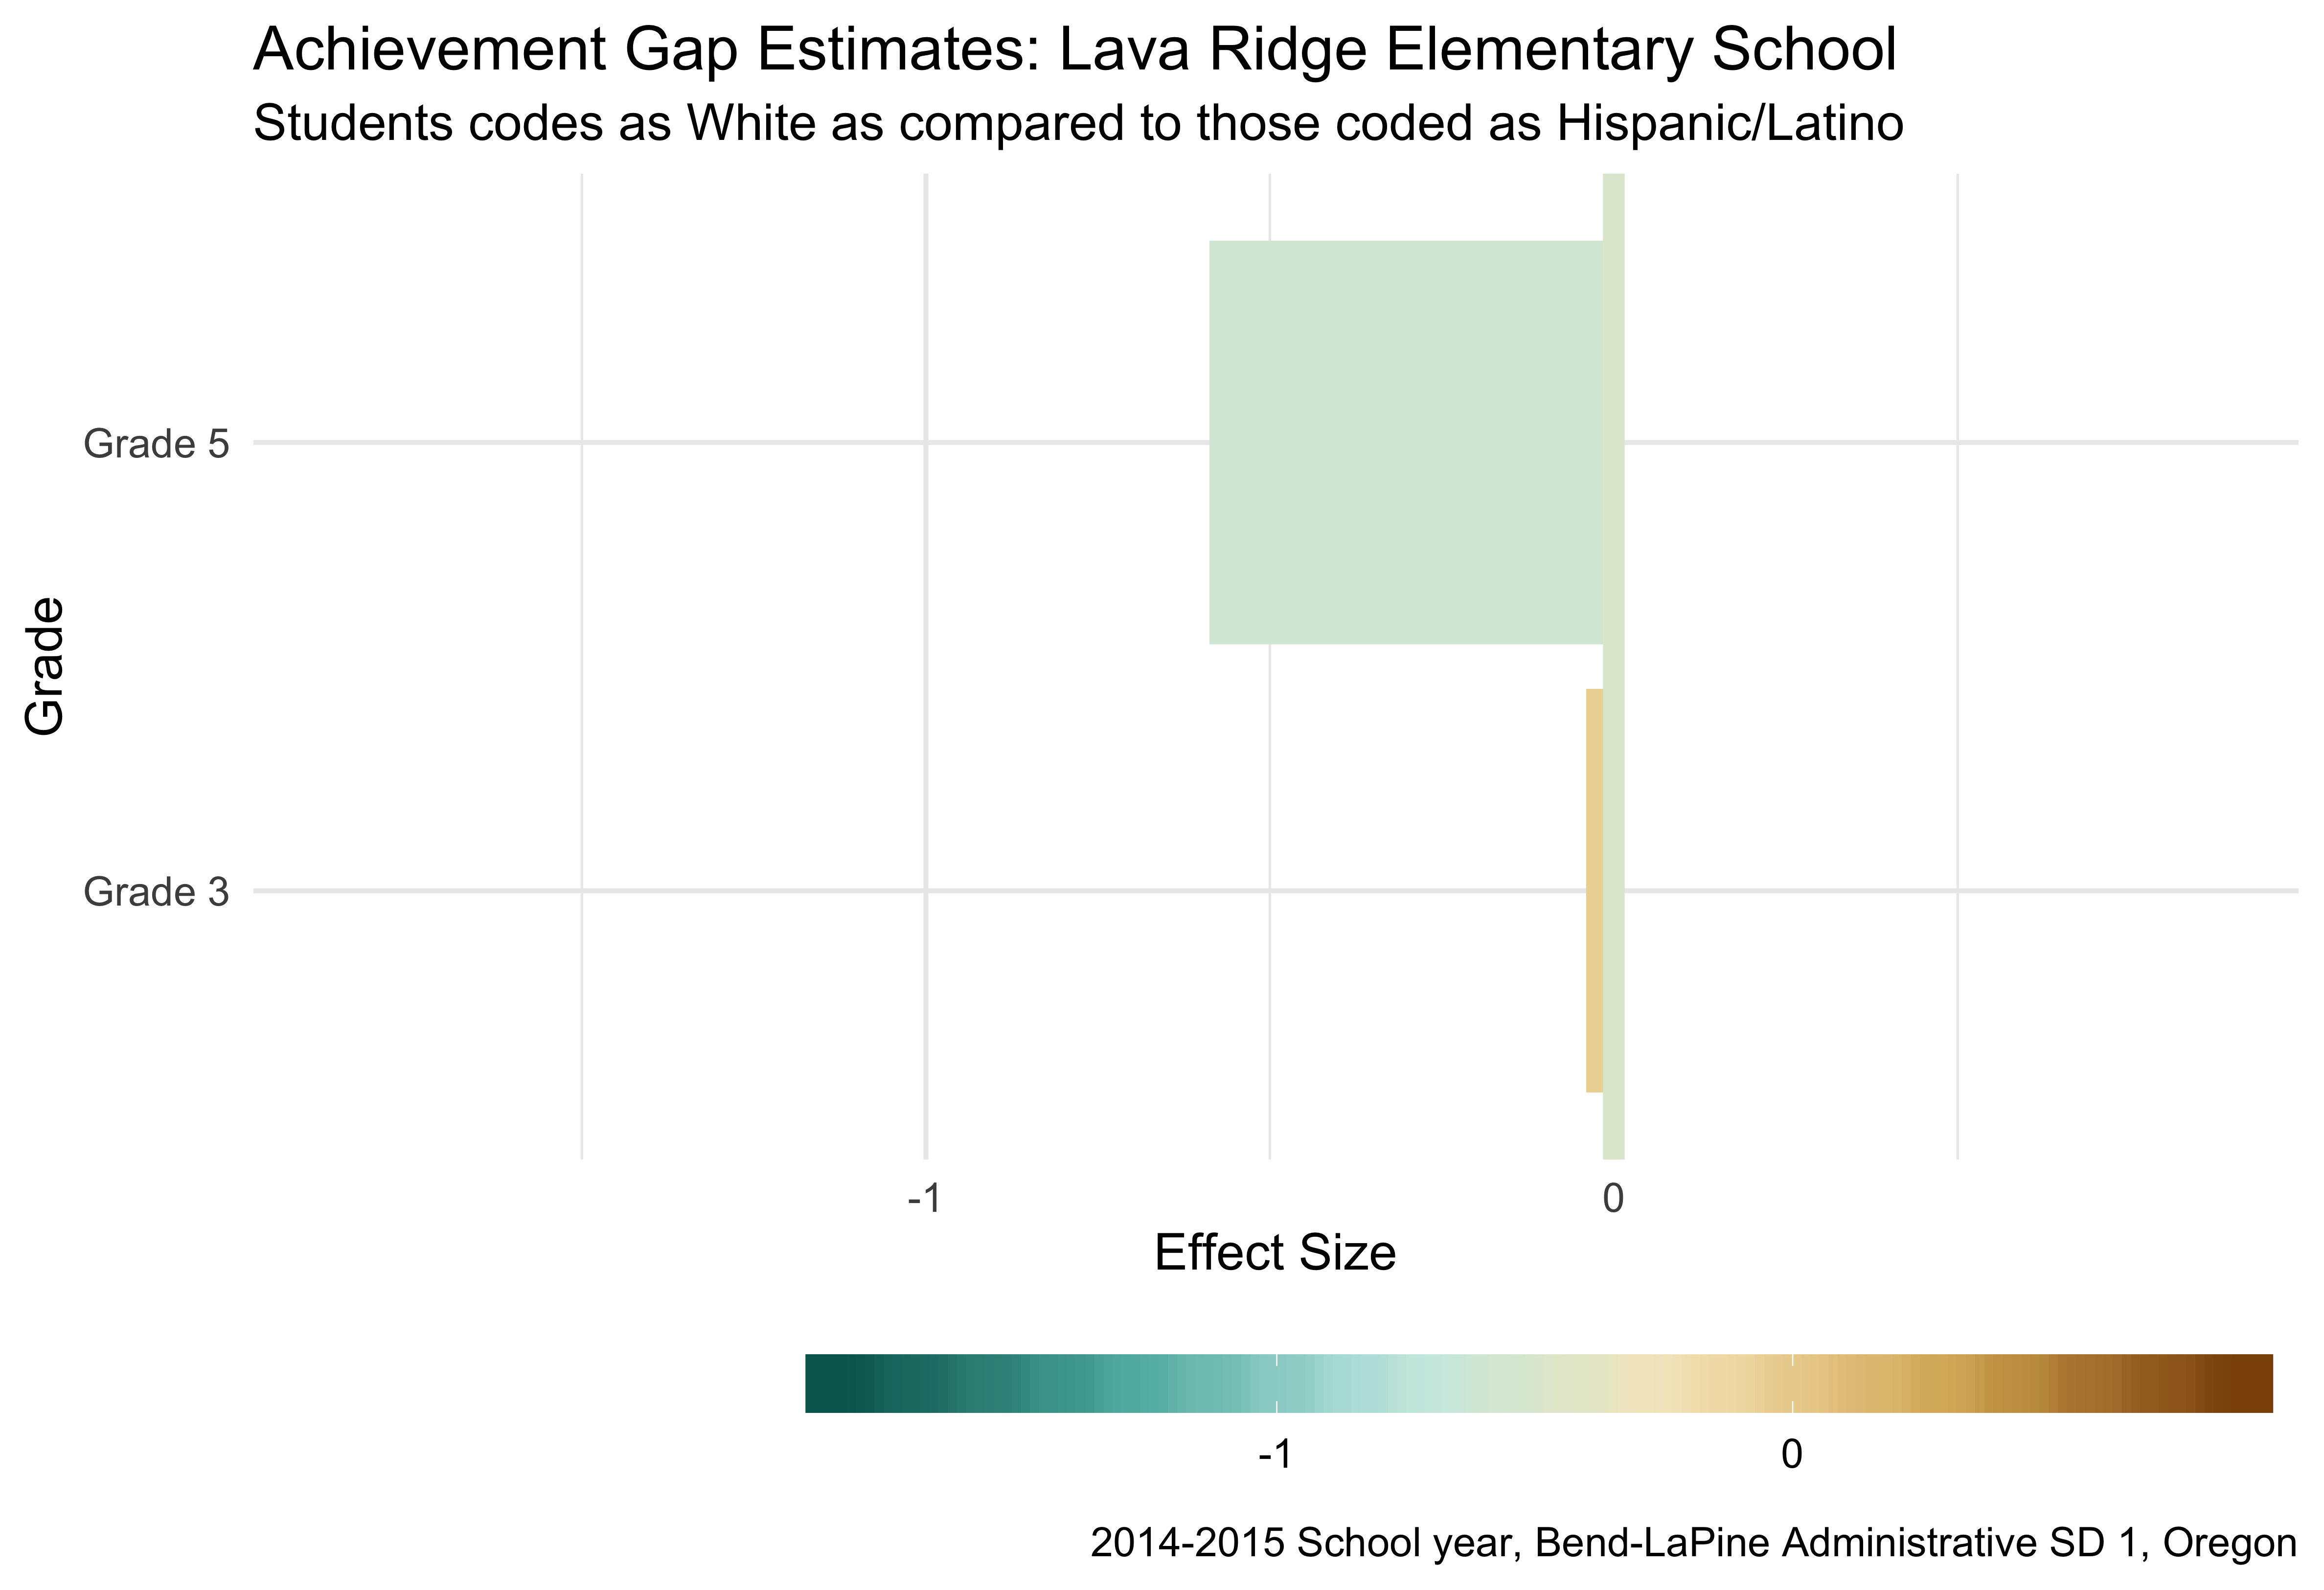 Achievement Gap Estimates: Lava Ridge Elementary School
Students codes as White as compared to those coded as Hispanic/Latino
Grade
Grade 5
Grade 3
-1 0
Effect Size
-1 0
2014-2015 School year, Bend-LaPine Administrative SD 1, Oregon